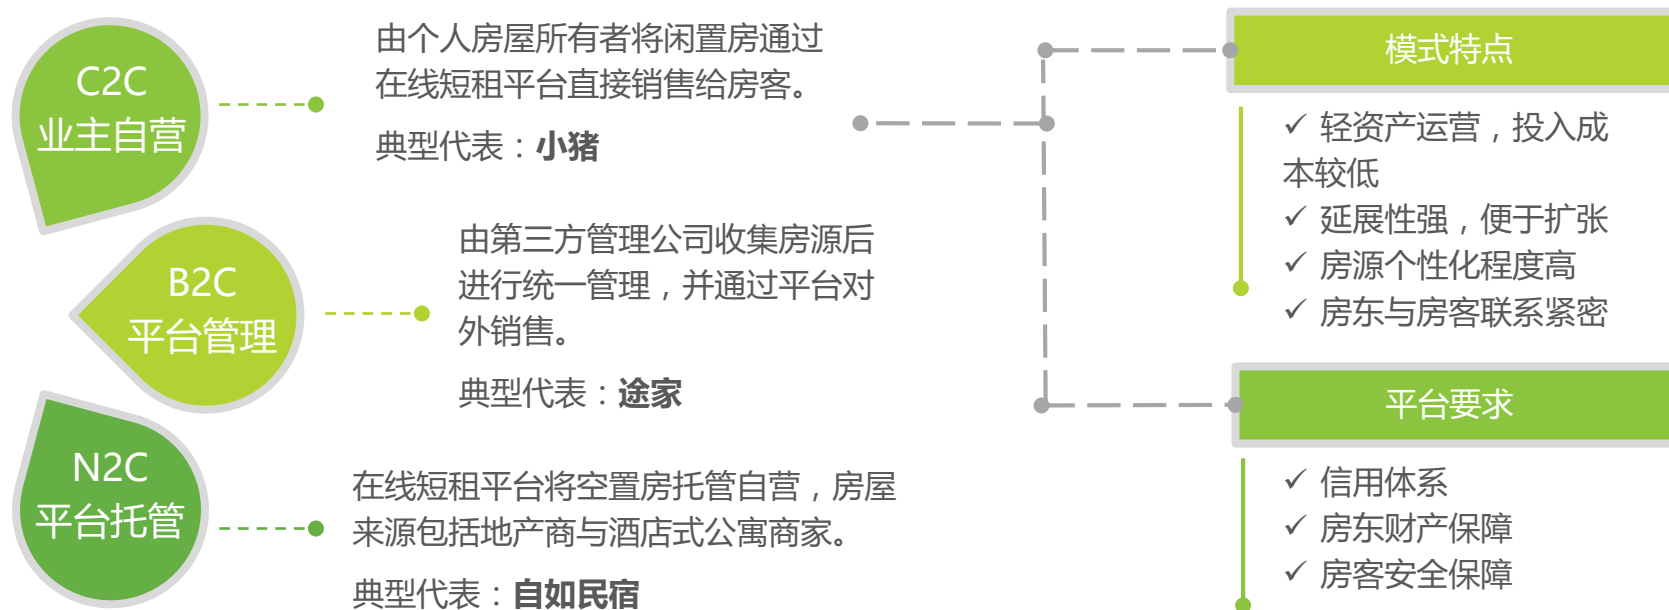 C2C
业主自营
由个人房屋所有者将闲置房通过
在线短租平台直接销售给房客。
典型代表：小猪
B2C
平台管理
由第三方管理公司收集房源后
进行统一管理，并通过平台对
外销售。
典型代表：途家
N2C
平台托管
在线短租平台将空置房托管自营，房屋
来源包括地产商与酒店式公寓商家。
典型代表：自如民宿
模式特点
✓ 轻资产运营，投入成
本较低
✓ 延展性强，便于扩张
✓ 房源个性化程度高
✓ 房东与房客联系紧密
平台要求
✓ 信用体系
✓ 房东财产保障
✓ 房客安全保障